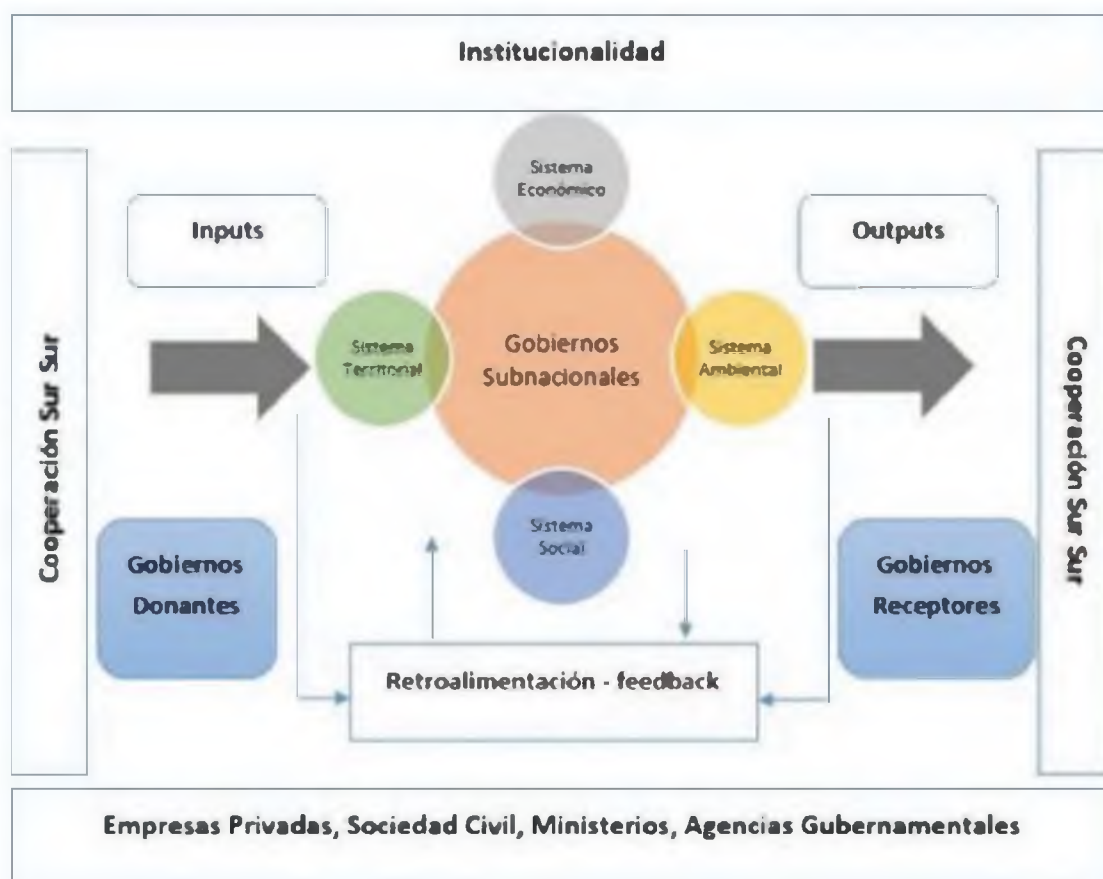 Institucionalidad
Cooperación Sur Sur
Inputs
Sistema
Económico
Outputs
Sistema
Territorial
Gobiernos
Subnacionales
Sistema
Ambiental
Cooperación Sur Sur
Gobiernos
Donantes
Sistema
Social
Gobiernos
Receptores
Retroalimentación - feedback
Empresas Privadas, Sociedad Civil, Ministerios, Agencias Gubernamentales